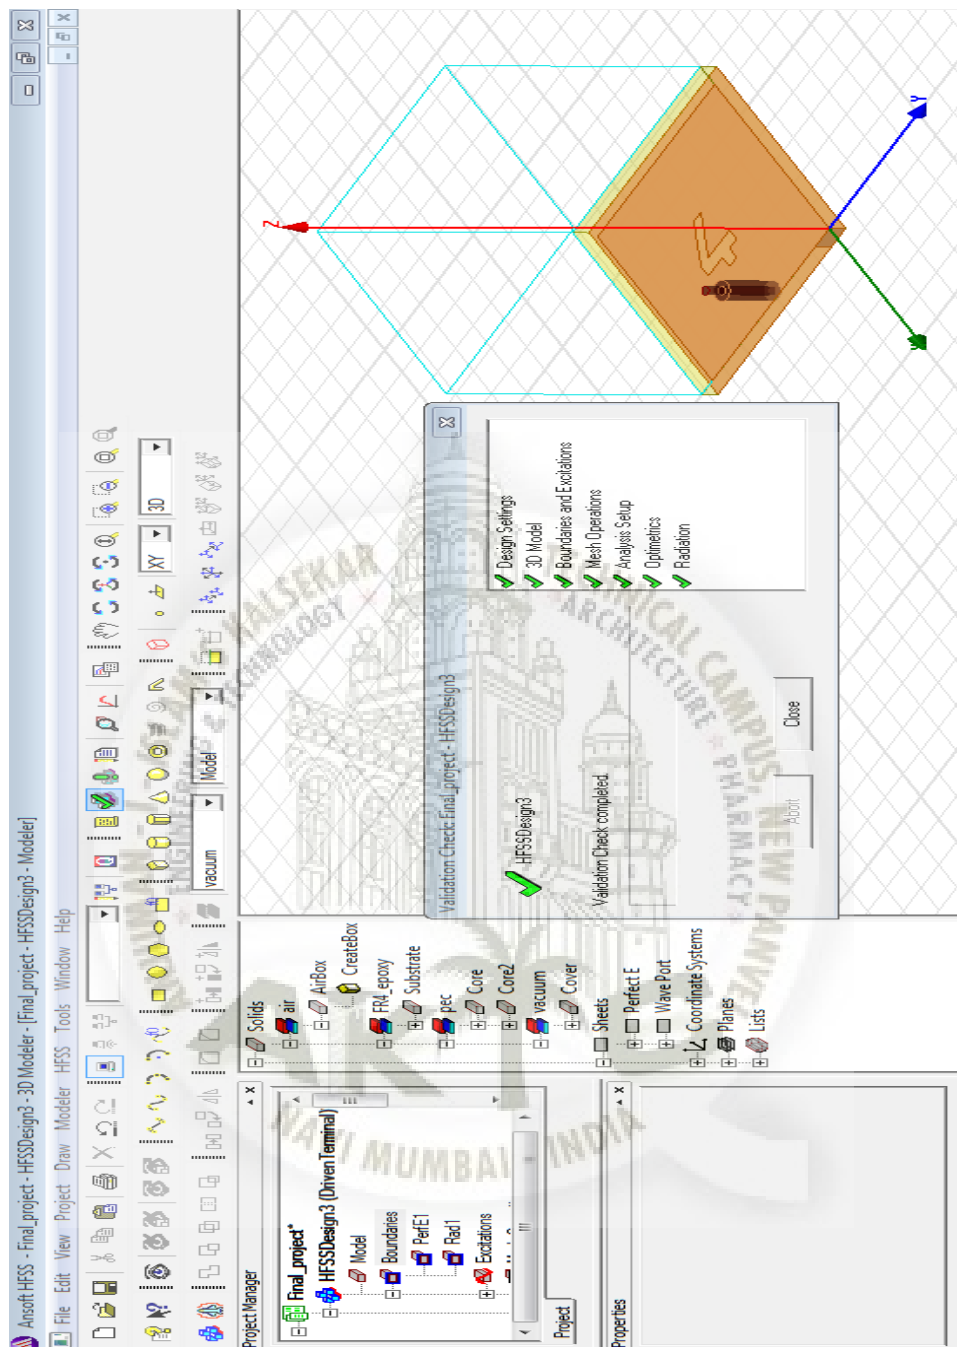 Ansoft HFSS - Final_project - HFSSDesign3 - 3D Modeler - [Final_project - HFSSDesign3 - Modeler]
File Edit View Project Draw Modeler HFSS Tools Window Help
vacuum
Model
XY
3D
Project Manager
Final_project*
HFSSDesign3 (DrivenTerminal)
Model
Boundaries
PerfE1
Rad1
Excitations
Project
Properties
Solids
air
AirBox
CreateBox
FR4_epoxy
Substrate
pec
Core
Core2
vacuum
Cover
Sheets
Perfect E
Wave Port
Coordinate Systems
Planes
Lists
Validation Check: Final_project - HFSSDesign3
HFSSDesign3
Validation Check completed.
Design Settings
3D Model
Boundaries and Excitations
Mesh Operations
Analysis Setup
Optimetrics
Radiation
Abort
Close
Z
Y
KALSEKAR
TECHNICAL CAMPUS
NEW PANVEL
TECHNOLOGY
ARCHITECTURE
PHARMACY
NAVI MUMBAI
INDIA